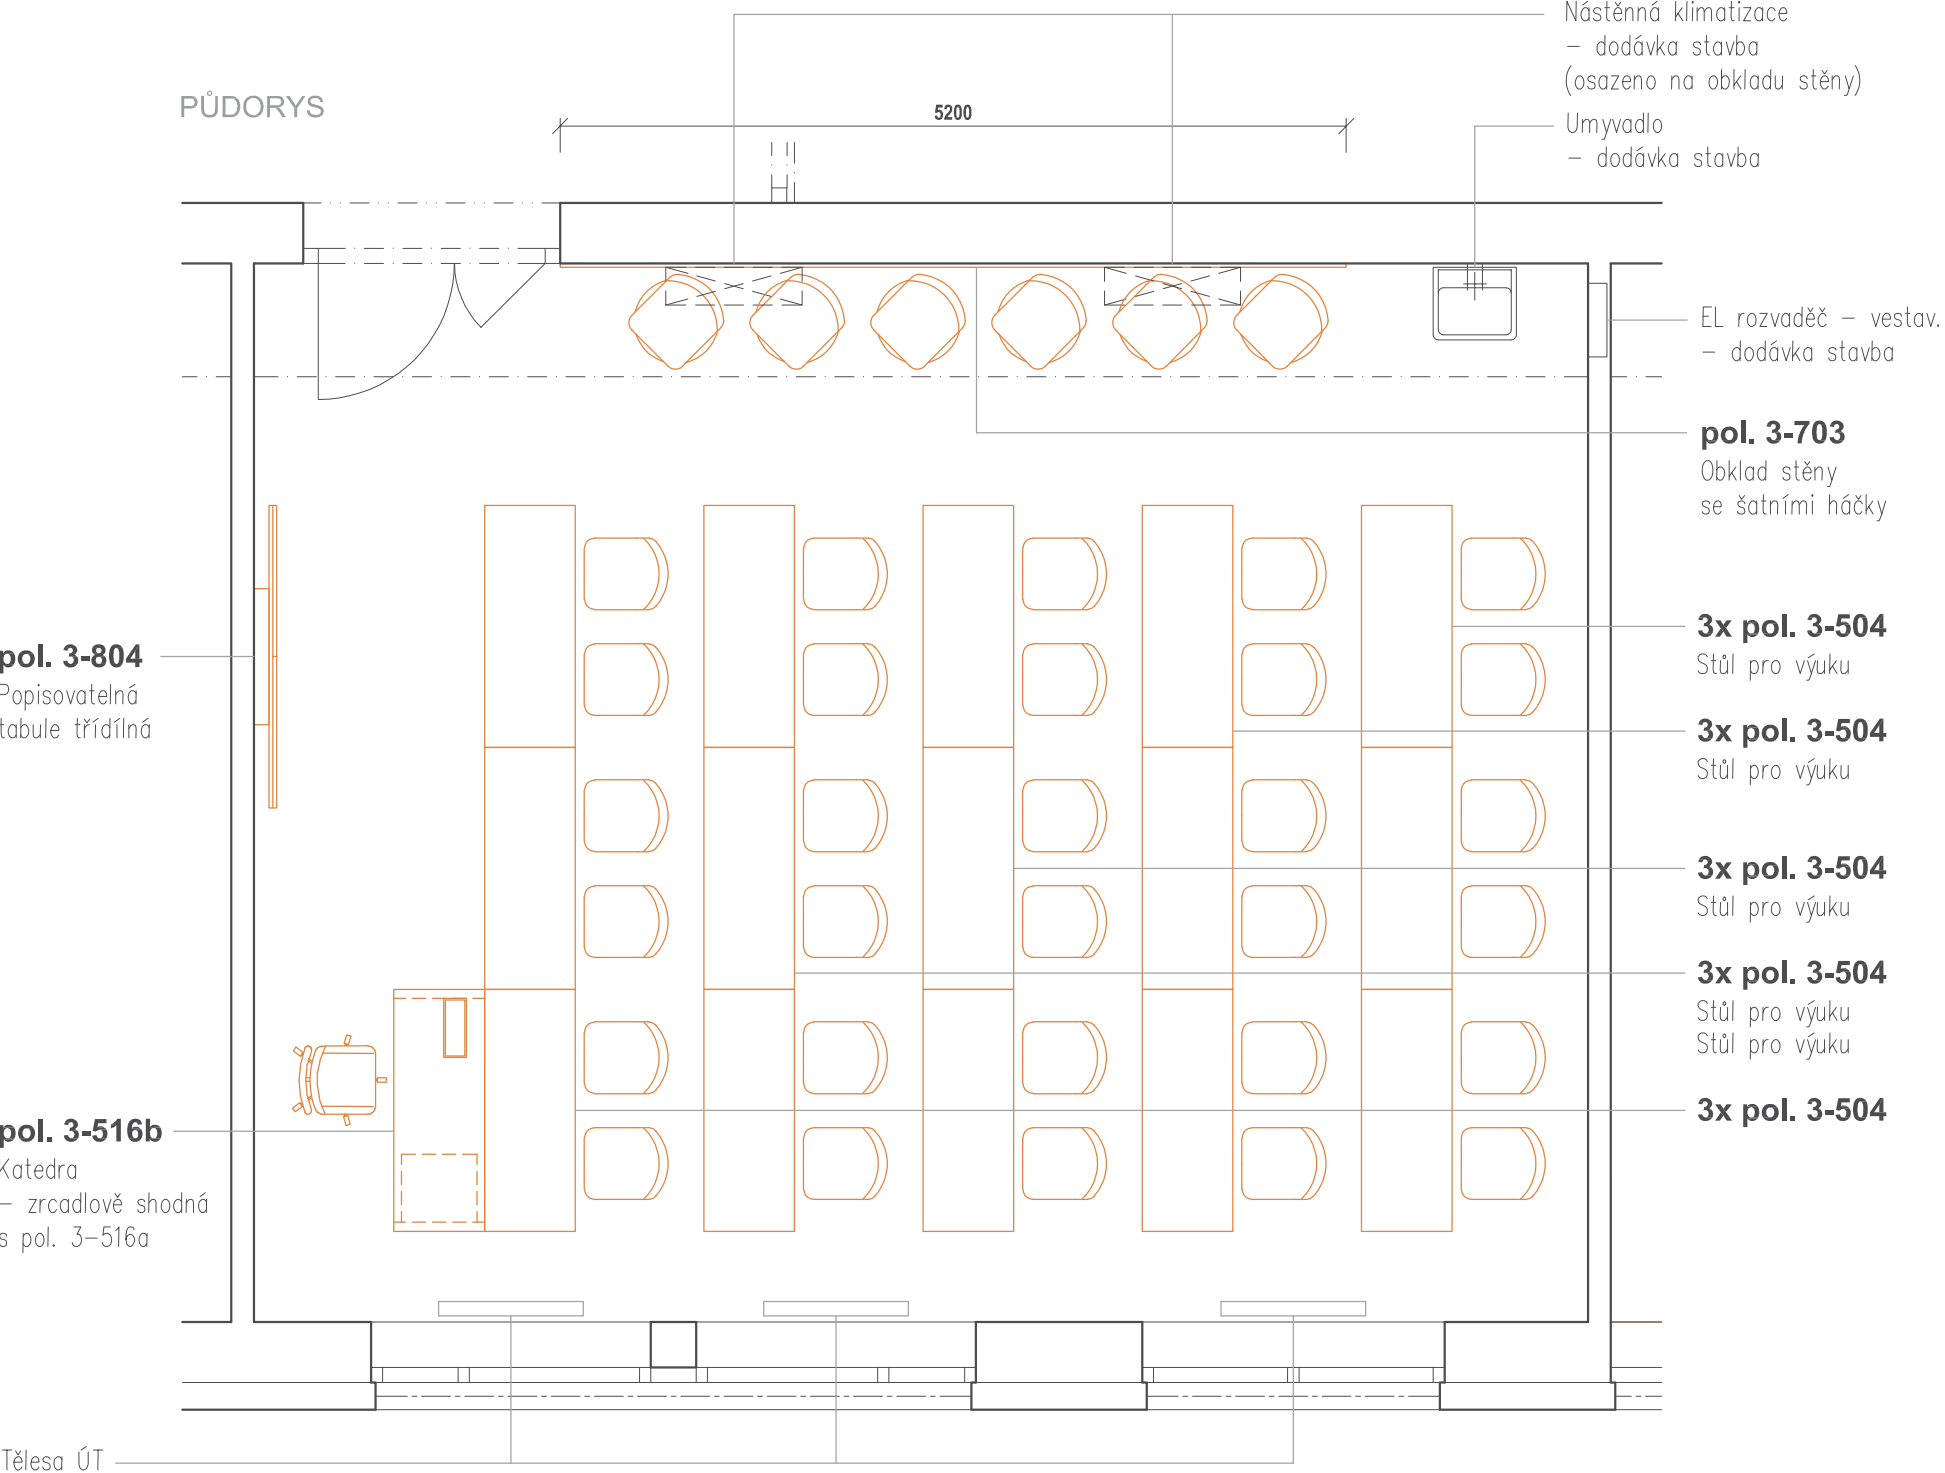 Nástěnná klimatizace
– dodávka stavba
(osazeno na obkladu stěny)
PŮDORYS
5200
Umyvadlo
– dodávka stavba
EL rozvaděč – vestav.
– dodávka stavba
pol. 3-703
Obklad stěny
se šatními háčky
3x pol. 3-504
Stůl pro výuku
pol. 3-804
Popisovatelná
tabule třídílná
3x pol. 3-504
Stůl pro výuku
3x pol. 3-504
Stůl pro výuku
3x pol. 3-504
Stůl pro výuku
Stůl pro výuku
3x pol. 3-504
pol. 3-516b
Katedra
– zrcadlově shodná
s pol. 3–516a
Tělesa ÚT